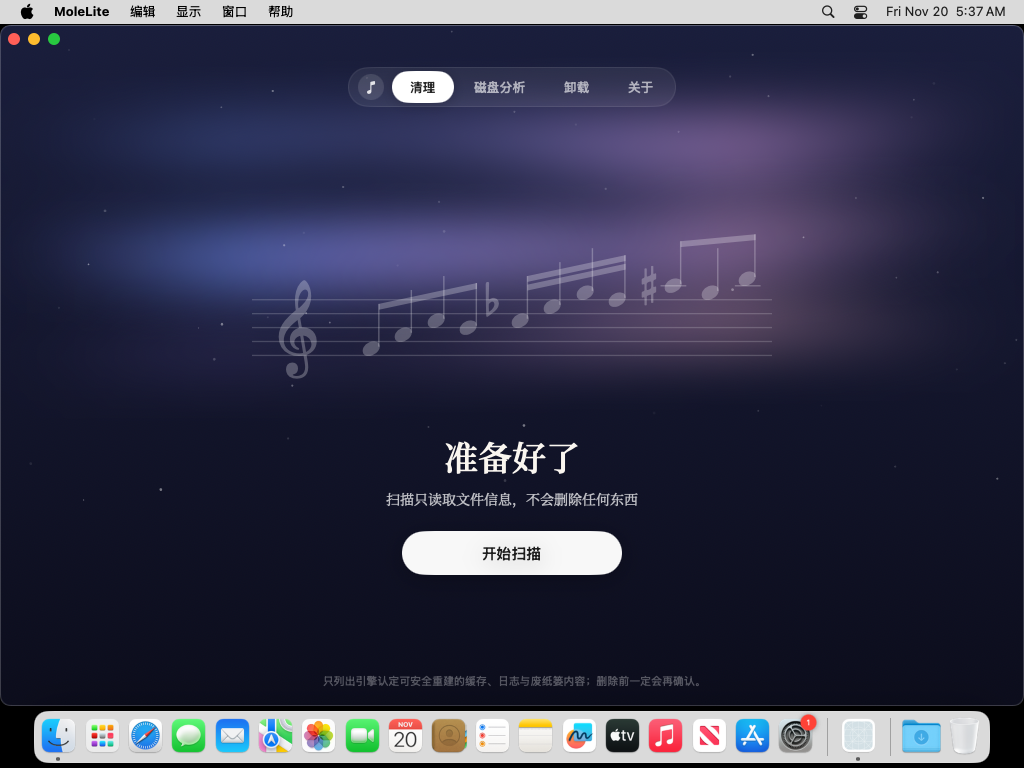 MoleLite 编辑 显示 窗口 帮助 Fri Nov 20 5:37 AM
清理 磁盘分析 卸载 关于
准备好了
扫描只读取文件信息，不会删除任何东西
开始扫描
只列出引擎认定可安全重建的缓存、日志与废纸篓内容；删除前一定会再确认。
NOV
20
tv
1